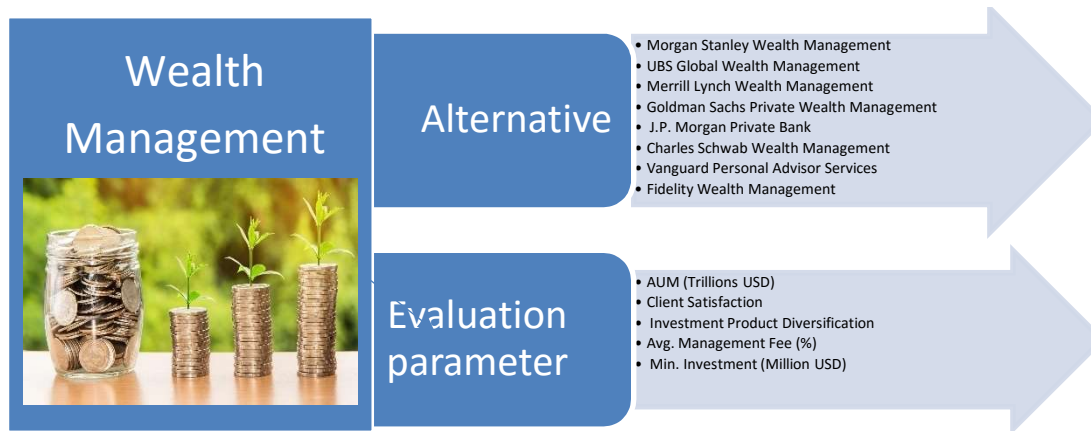 Wealth
Management
Alternative
• Morgan Stanley Wealth Management
• UBS Global Wealth Management
• Merrill Lynch Wealth Management
• Goldman Sachs Private Wealth Management
• J.P. Morgan Private Bank
• Charles Schwab Wealth Management
• Vanguard Personal Advisor Services
• Fidelity Wealth Management
Evaluation
parameter
• AUM (Trillions USD)
• Client Satisfaction
• Investment Product Diversification
• Avg. Management Fee (%)
• Min. Investment (Million USD)